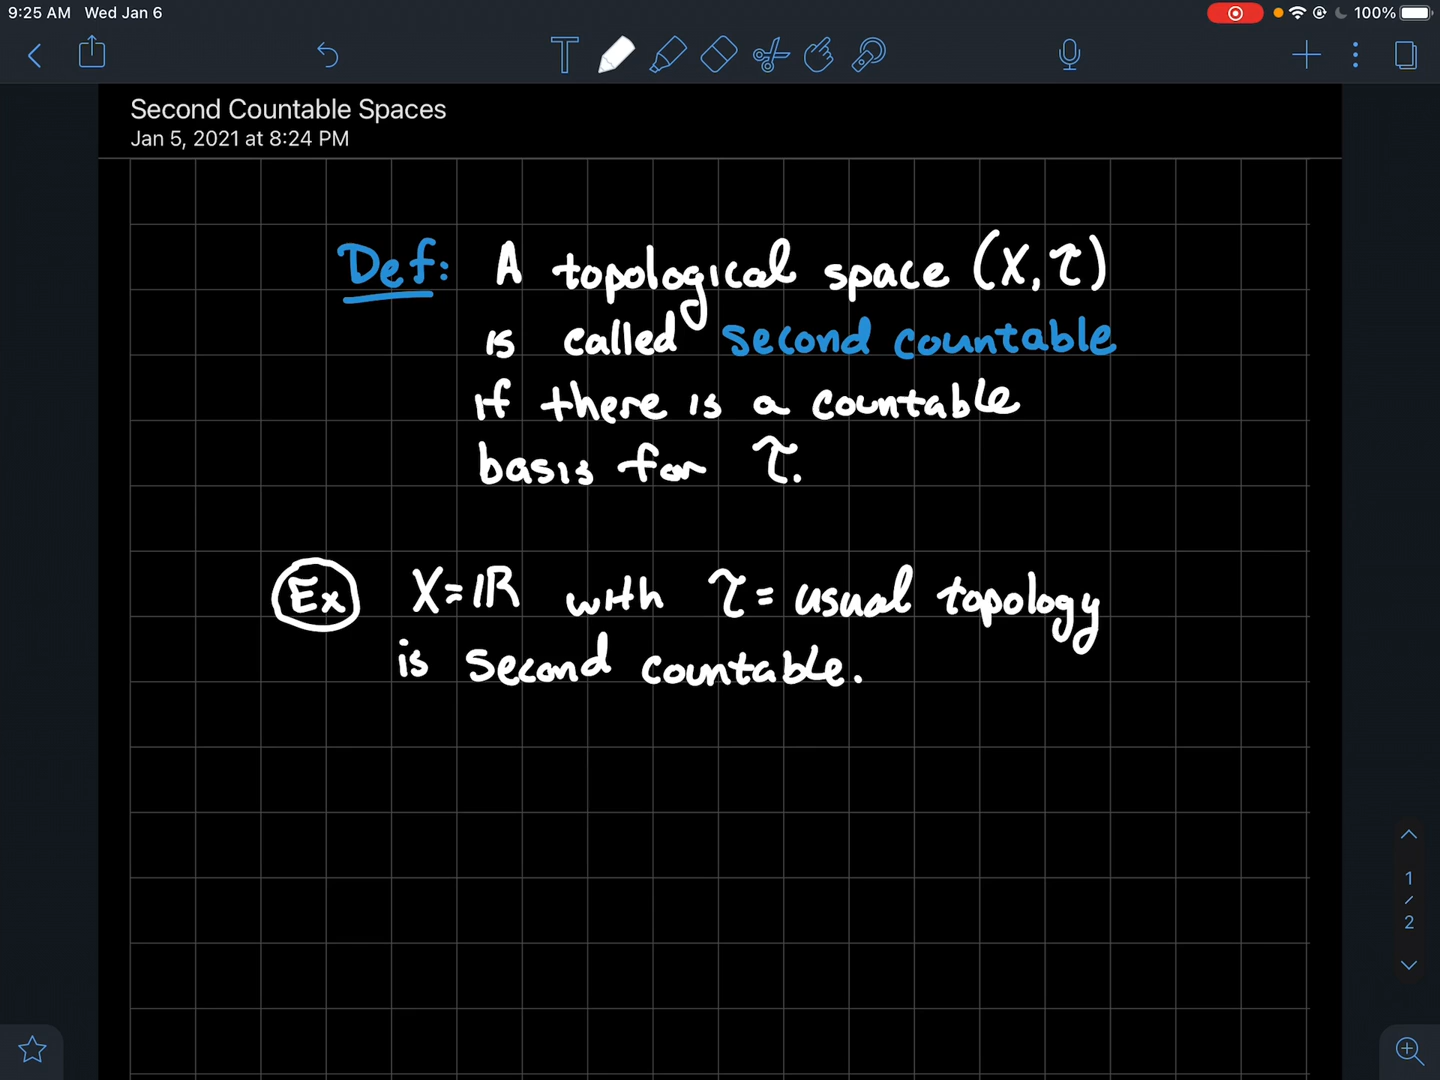 9:25 AM Wed Jan 6
100%
Second Countable Spaces
Jan 5, 2021 at 8:24 PM
Def: A topological space (X, τ)
is called second countable
if there is a countable
basis for τ.
Ex X=ℝ with τ= usual topology
is second countable.
1
/
2